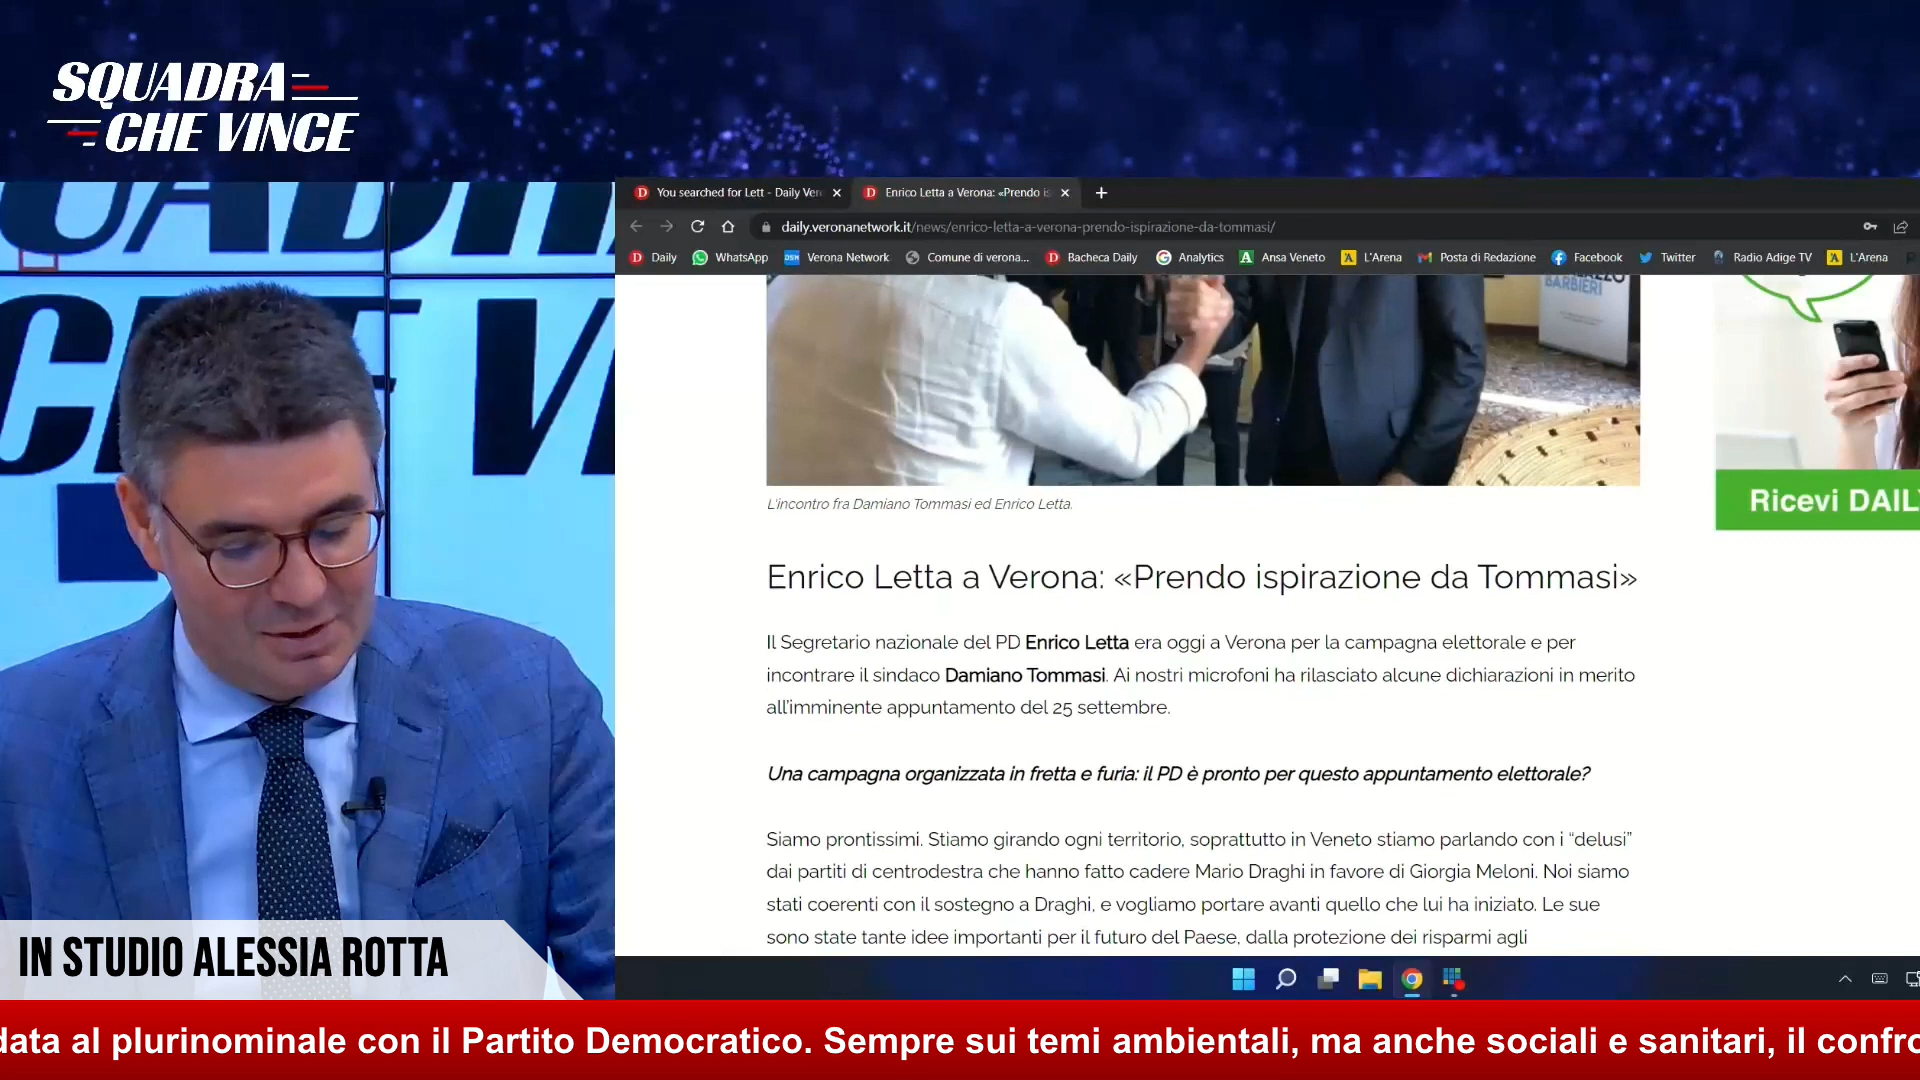 SQUADRA
CHE VINCE
You searched for Lett - Daily Ver
Enrico Letta a Verona: «Prendo is
daily.veronanetwork.it/news/enrico-letta-a-verona-prendo-ispirazione-da-tommasi/
Daily
WhatsApp
DSN
Verona Network
Comune di verona...
Bacheca Daily
Analytics
Ansa Veneto
L'Arena
Posta di Redazione
Facebook
Twitter
Radio Adige TV
L'Arena
BARBIERI
L'incontro fra Damiano Tommasi ed Enrico Letta.
Ricevi DAIL
Enrico Letta a Verona: «Prendo ispirazione da Tommasi»
Il Segretario nazionale del PD Enrico Letta era oggi a Verona per la campagna elettorale e per
incontrare il sindaco Damiano Tommasi. Ai nostri microfoni ha rilasciato alcune dichiarazioni in merito
all'imminente appuntamento del 25 settembre.
Una campagna organizzata in fretta e furia: il PD è pronto per questo appuntamento elettorale?
Siamo prontissimi. Stiamo girando ogni territorio, soprattutto in Veneto stiamo parlando con i “delusi”
dai partiti di centrodestra che hanno fatto cadere Mario Draghi in favore di Giorgia Meloni. Noi siamo
stati coerenti con il sostegno a Draghi, e vogliamo portare avanti quello che lui ha iniziato. Le sue
sono state tante idee importanti per il futuro del Paese, dalla protezione dei risparmi agli
IN STUDIO ALESSIA ROTTA
data al plurinominale con il Partito Democratico. Sempre sui temi ambientali, ma anche sociali e sanitari, il confro